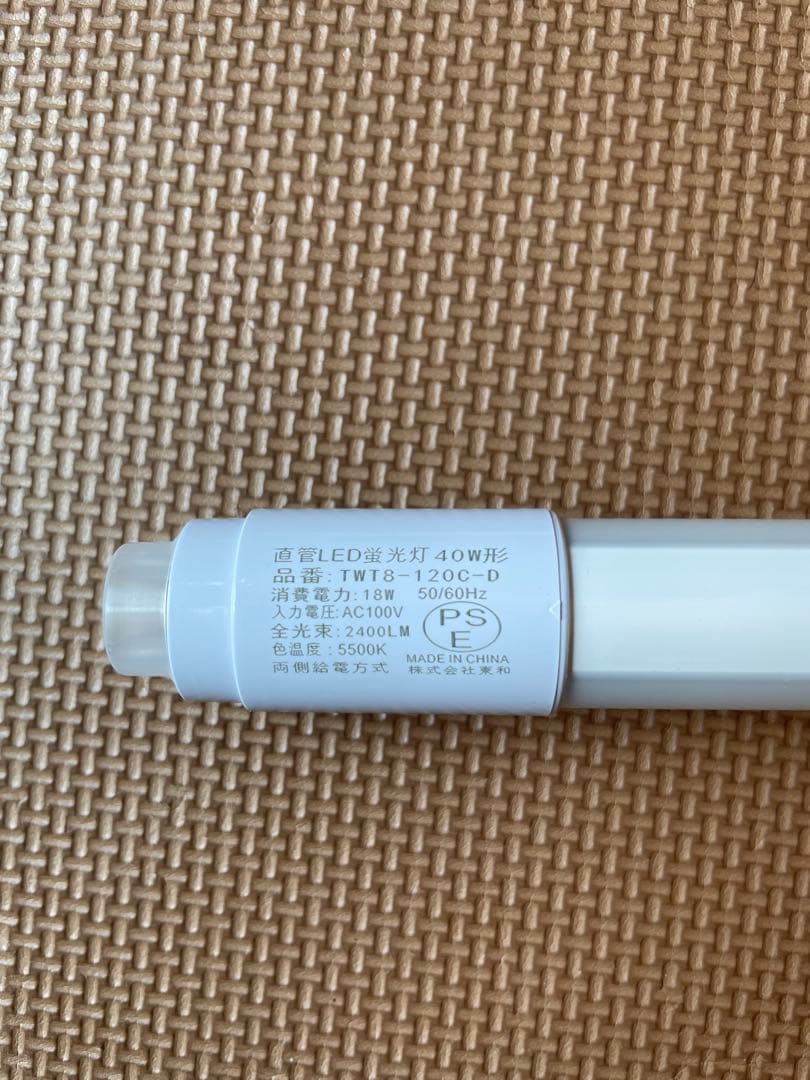 直管LED蛍光灯40W形
品番: TWT8-120C-D
消費電力: 18W 50/60Hz
入力電圧: AC100V
全光束: 2400LM
色温度: 5500K
両側給電方式
PS
E
MADE IN CHINA
株式会社東和